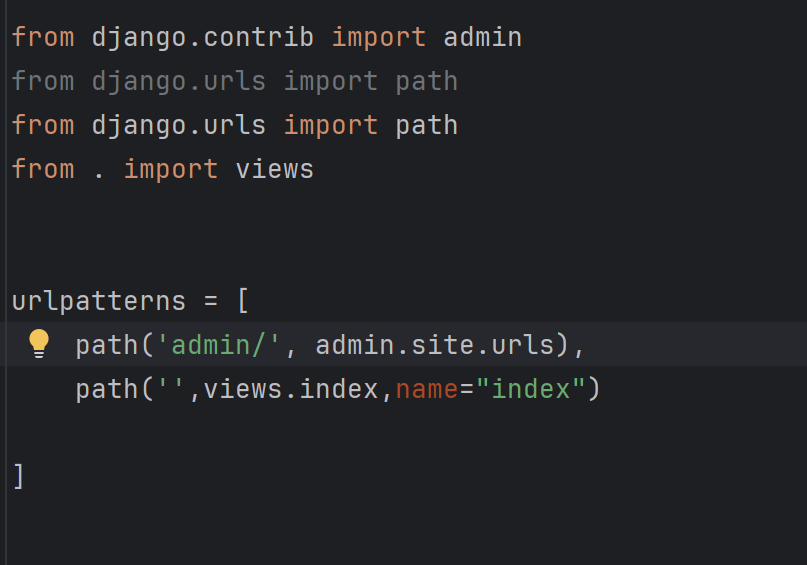 from django.contrib import admin
from django.urls import path
from django.urls import path
from . import views
urlpatterns = [
path('admin/', admin.site.urls),
path('',views.index,name="index")
]